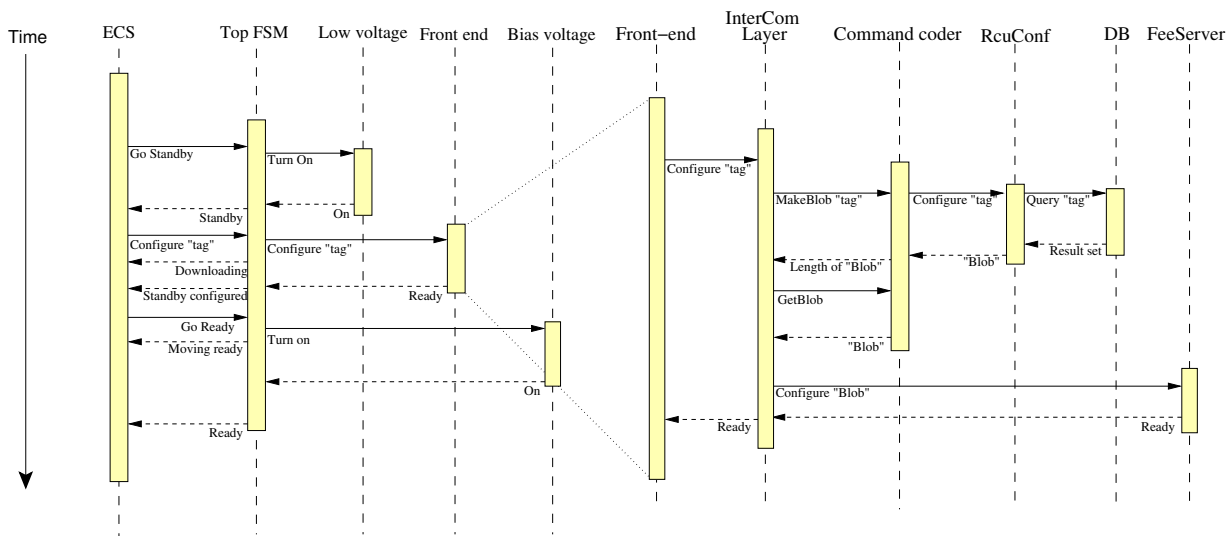 Time
ECS
Top FSM
Low voltage
Front end
Bias voltage
Front-end
InterCom
Layer
Command coder
RcuConf
DB
FeeServer
Go Standby
Turn On
On
Standby
Configure "tag"
Configure "tag"
Downloading
Ready
Standby configured
Go Ready
Turn on
Moving ready
On
Ready
Configure "tag"
MakeBlob "tag"
Configure "tag"
Query "tag"
Result set
"Blob"
Length of "Blob"
GetBlob
"Blob"
Configure "Blob"
Ready
Ready